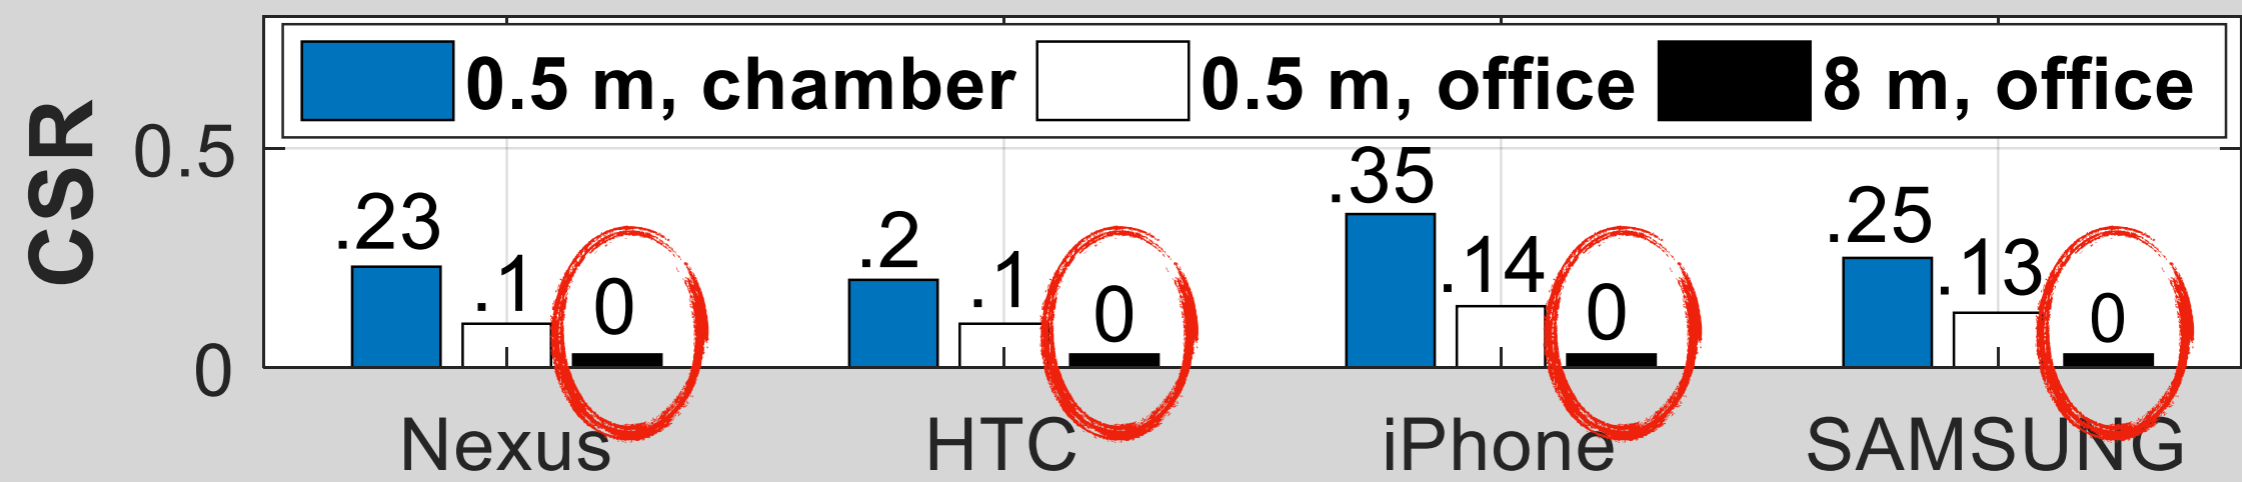 0.5 m, chamber 0.5 m, office 8 m, office
CSR
0.5
0
.23 .1 0
.2 .1 0
.35 .14 0
.25 .13 0
Nexus HTC iPhone SAMSUNG